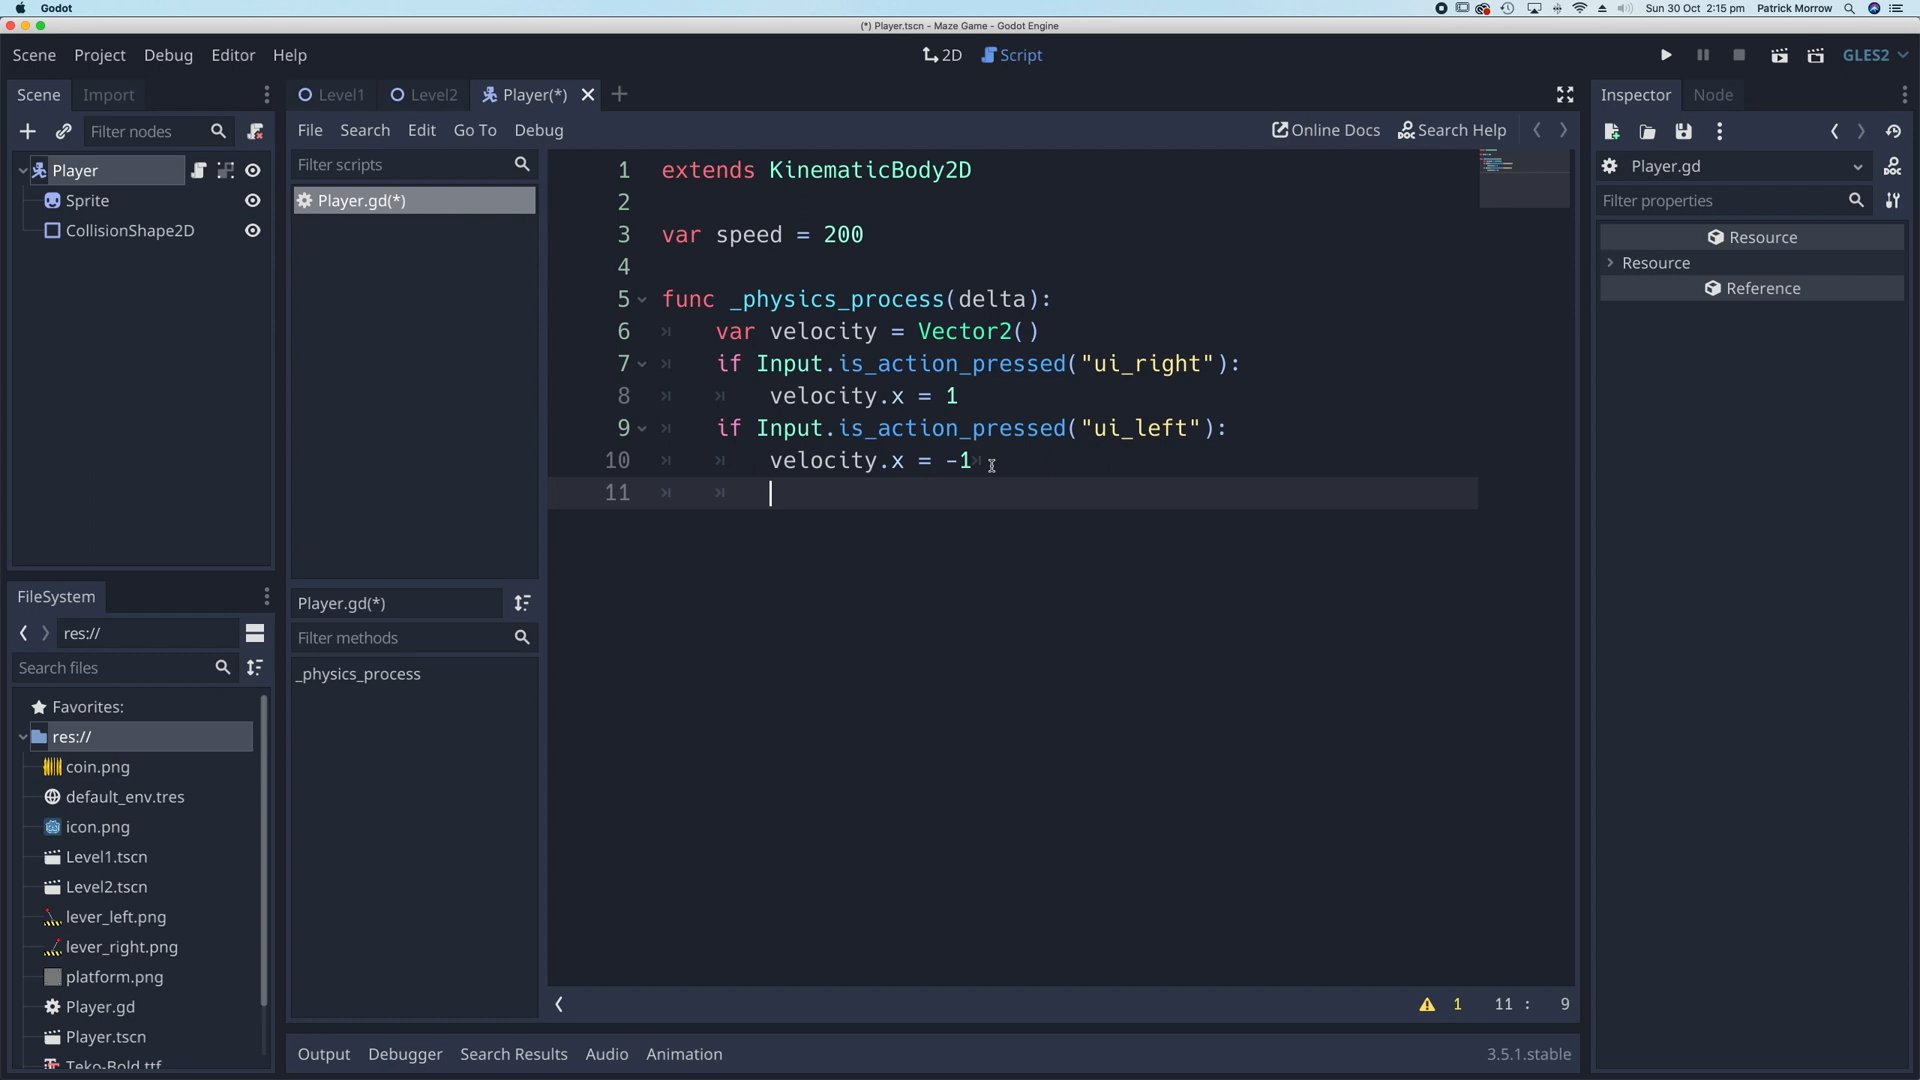 Godot
Sun 30 Oct 2:15 pm Patrick Morrow
(*) Player.tscn - Maze Game - Godot Engine
Scene Project Debug Editor Help
2D Script
GLES2
Scene Import
Level1 Level2 Player(*)
Inspector Node
Filter nodes
File Search Edit Go To Debug
Online Docs Search Help
Player
Sprite
CollisionShape2D
Filter scripts
Player.gd(*)
1 extends KinematicBody2D
2
3 var speed = 200
4
5 func _physics_process(delta):
6 var velocity = Vector2()
7 if Input.is_action_pressed("ui_right"):
8 velocity.x = 1
9 if Input.is_action_pressed("ui_left"):
10 velocity.x = -1
11
Player.gd
Filter properties
Resource
Resource
Reference
FileSystem
res://
Search files
Favorites:
res://
coin.png
default_env.tres
icon.png
Level1.tscn
Level2.tscn
lever_left.png
lever_right.png
platform.png
Player.gd
Player.tscn
Teko-Bold.ttf
Player.gd(*)
Filter methods
_physics_process
1 11 : 9
Output Debugger Search Results Audio Animation
3.5.1.stable